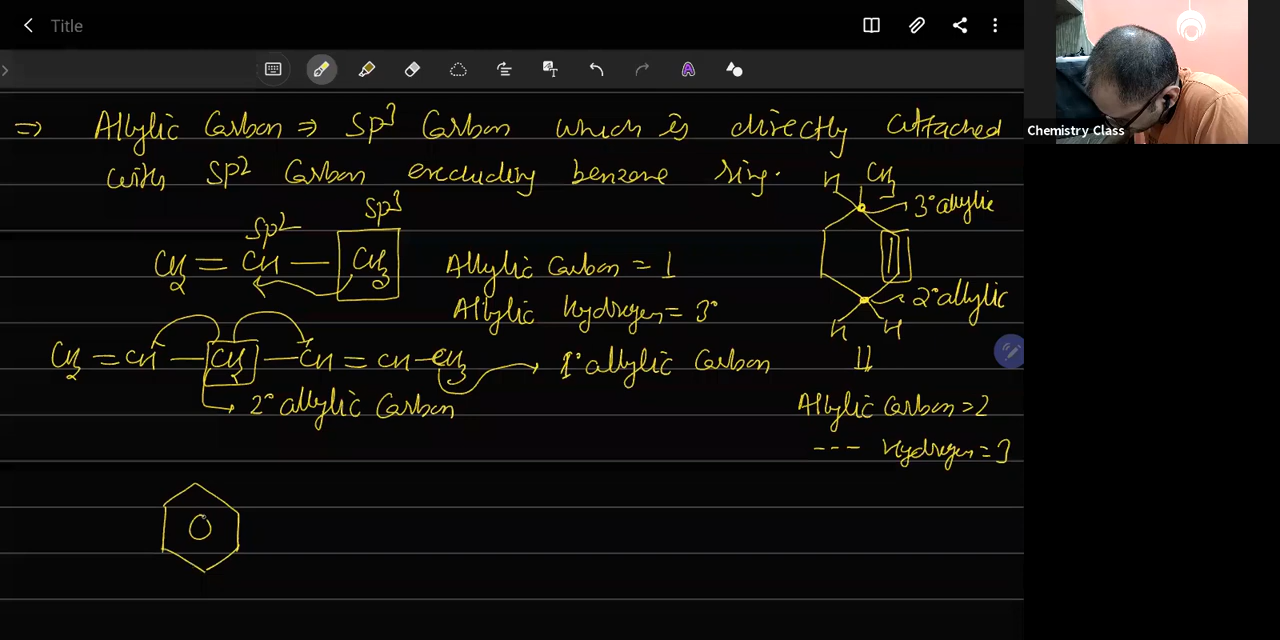 Title
Chemistry Class
⇒ Allylic Carbon ⇒ Sp³ Carbon which is directly attached
with Sp² Carbon excluding benzene ring.
Sp² Sp³
CH₂ = CH — CH₃
Allylic Carbon = 1
Allylic Hydrogen = 3°
CH₂ = CH — CH₂ — CH = CH — CH₃ → 1° allylic Carbon
→ 2° allylic Carbon
H CH₃
→ 3° allylic
→ 2° allylic
H H
Allylic Carbon = 2
--- Hydrogen = 3